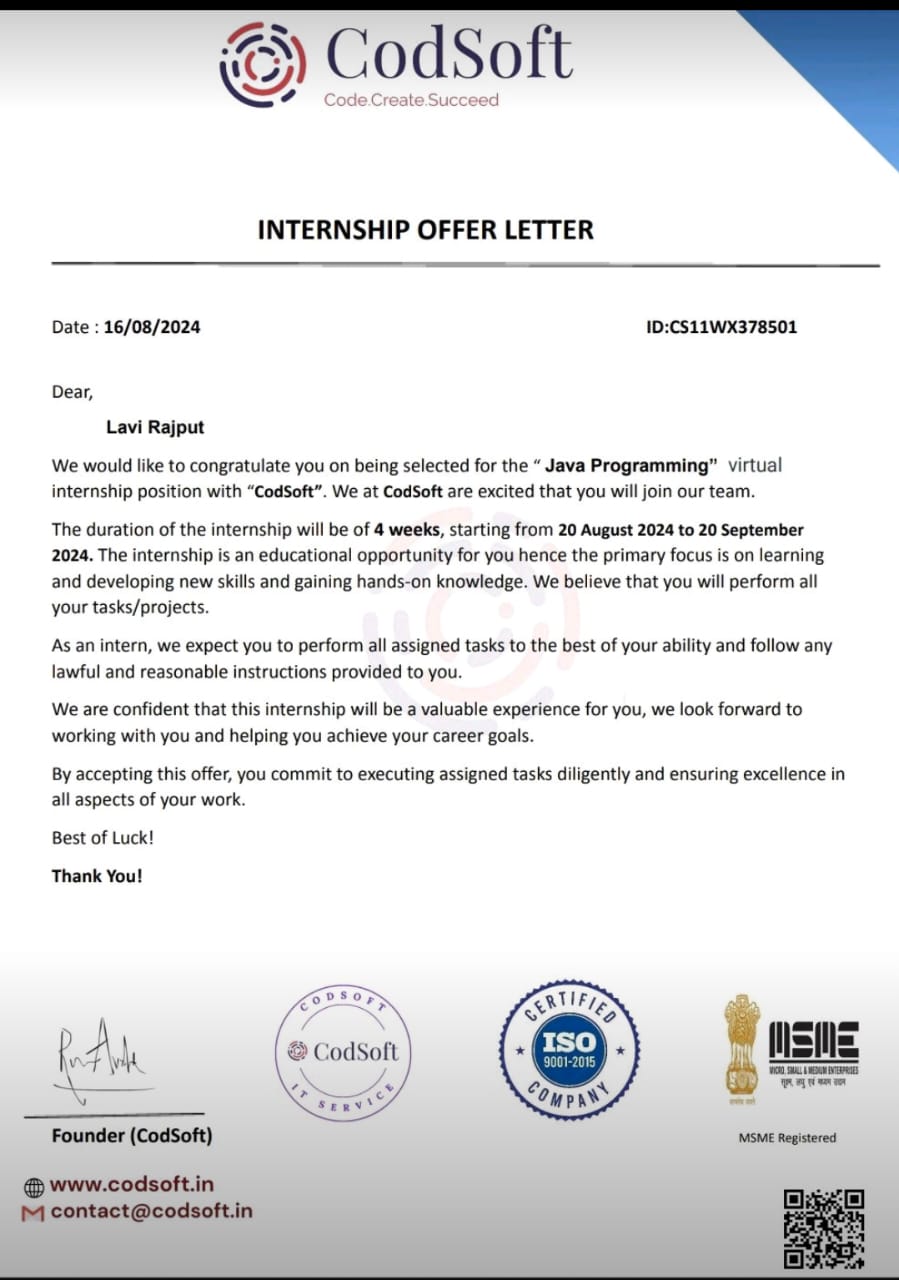 CodSoft
Code.Create.Succeed
INTERNSHIP OFFER LETTER
Date : 16/08/2024 ID:CS11WX378501
Dear,
Lavi Rajput
We would like to congratulate you on being selected for the “ Java Programming” virtual
internship position with “CodSoft”. We at CodSoft are excited that you will join our team.
The duration of the internship will be of 4 weeks, starting from 20 August 2024 to 20 September
2024. The internship is an educational opportunity for you hence the primary focus is on learning
and developing new skills and gaining hands-on knowledge. We believe that you will perform all
your tasks/projects.
As an intern, we expect you to perform all assigned tasks to the best of your ability and follow any
lawful and reasonable instructions provided to you.
We are confident that this internship will be a valuable experience for you, we look forward to
working with you and helping you achieve your career goals.
By accepting this offer, you commit to executing assigned tasks diligently and ensuring excellence in
all aspects of your work.
Best of Luck!
Thank You!
CODSOFT
CodSoft
IT SERVICE
CERTIFIED
ISO
9001-2015
COMPANY
MSME
MICRO, SMALL & MEDIUM ENTERPRISES
सूक्ष्म, लघु एवं मध्यम उद्यम
सत्यमेव जयते
Founder (CodSoft)
MSME Registered
www.codsoft.in
contact@codsoft.in